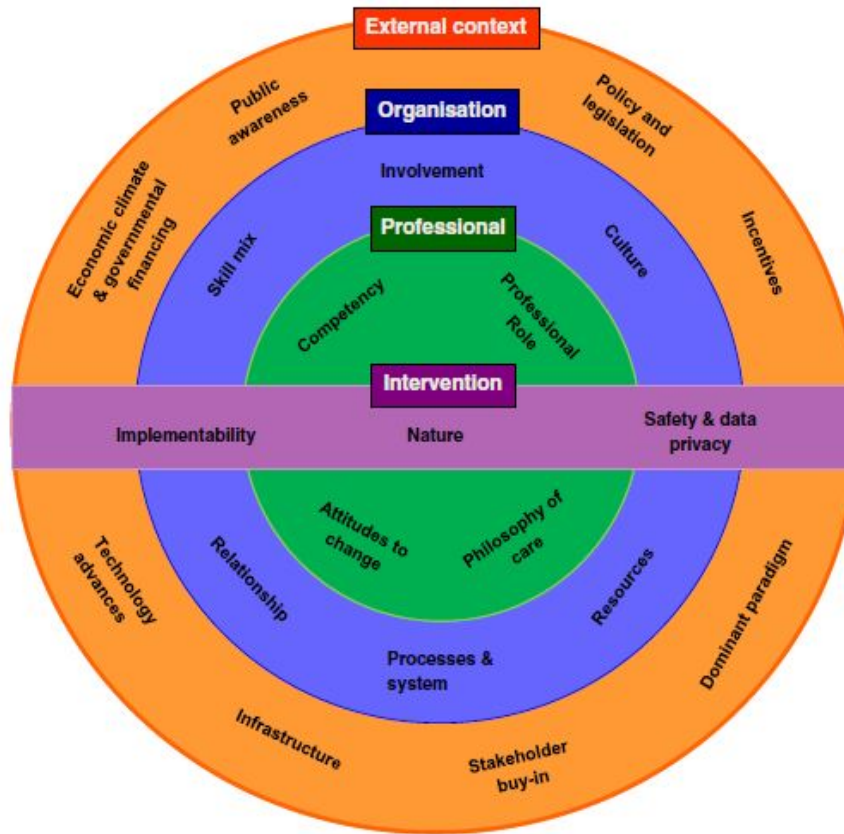 External context
Public
awareness
Policy and
legislation
Organisation
Economic climate
& governmental
financing
Involvement
Incentives
Skill mix
Professional
Culture
Competency
Professional
Role
Intervention
Implementability
Nature
Safety & data
privacy
Technology
advances
Relationship
Attitudes to
change
Philosophy of
care
Resources
Dominant paradigm
Processes &
system
Infrastructure
Stakeholder
buy-in